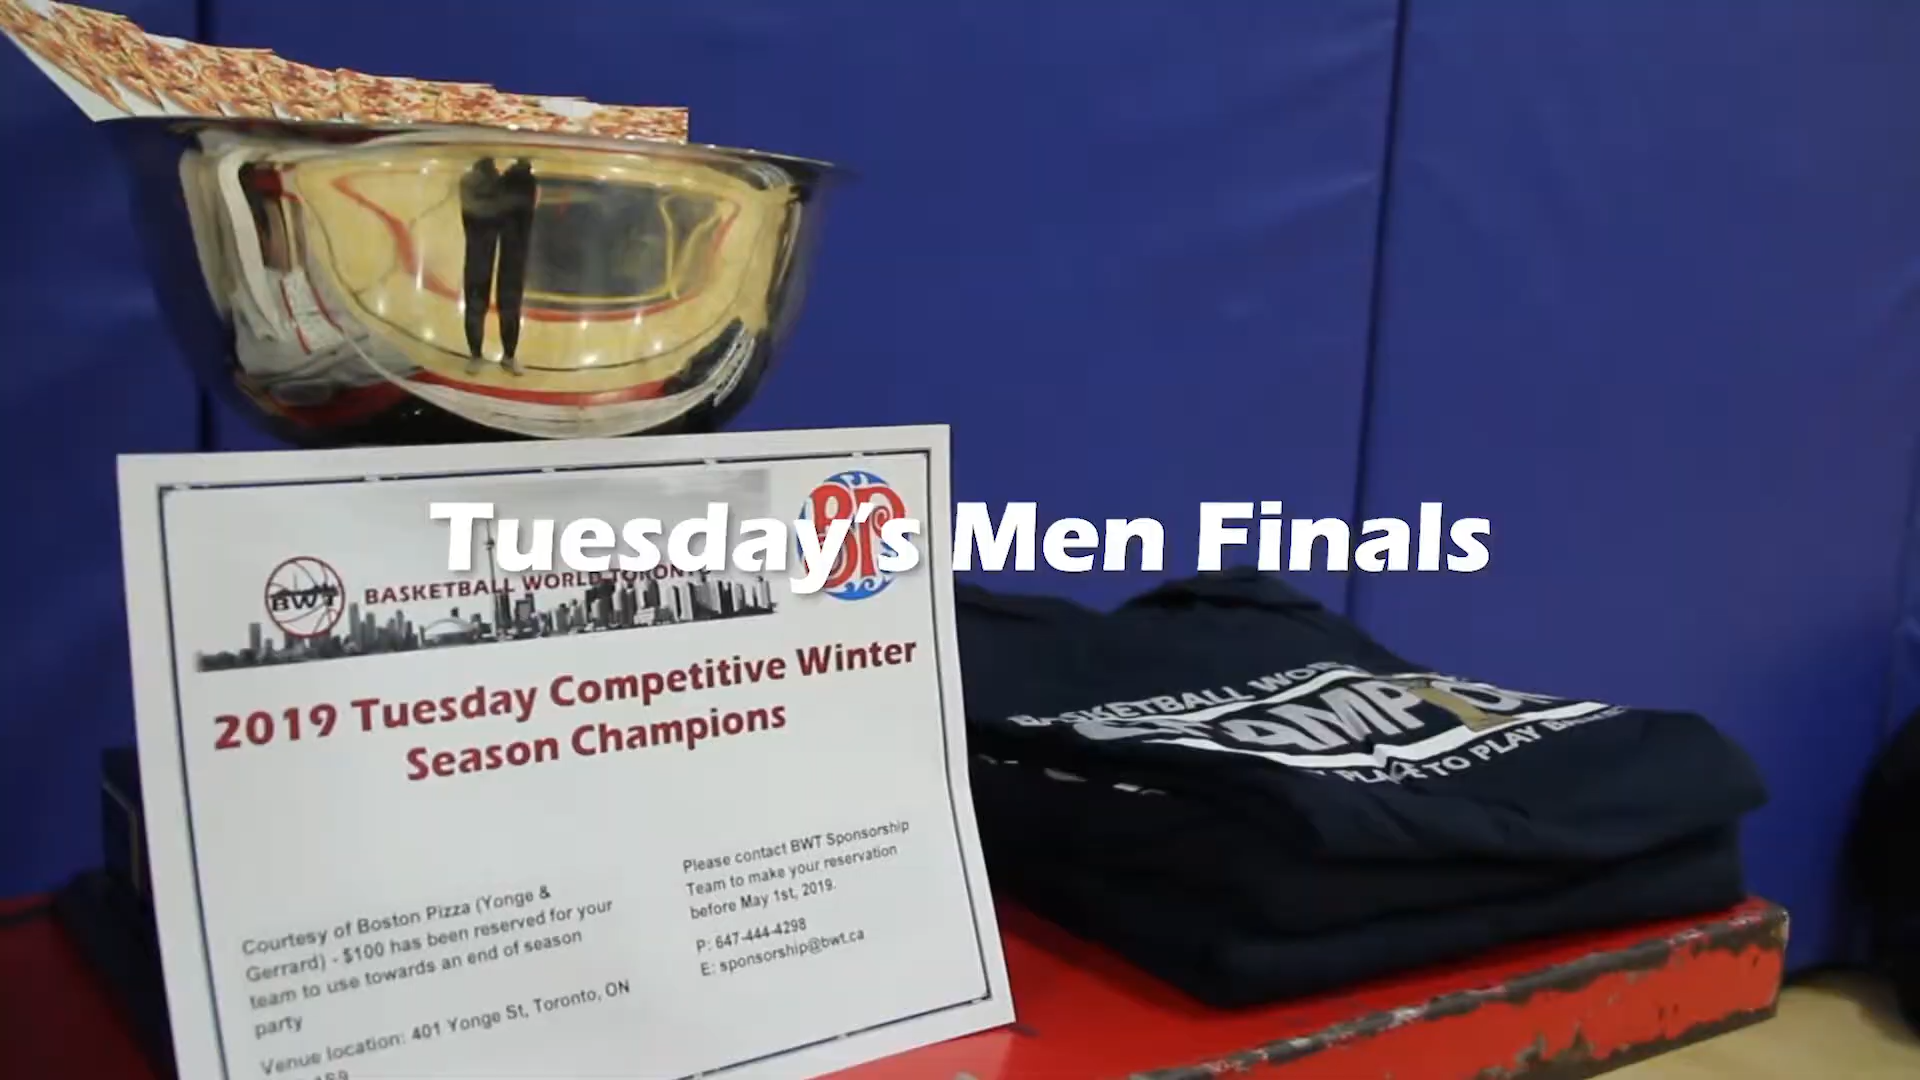 Tuesday's Men Finals
BP
BWT
BASKETBALL WORLD TORONTO
2019 Tuesday Competitive Winter
Season Champions
Courtesy of Boston Pizza (Yonge &
Gerrard) - $100 has been reserved for your
team to use towards an end of season
party
Venue location: 401 Yonge St, Toronto, ON
Please contact BWT Sponsorship
Team to make your reservation
before May 1st, 2019.
P: 647-444-4298
E: sponsorship@bwt.ca
BASKETBALL
TO PLAY